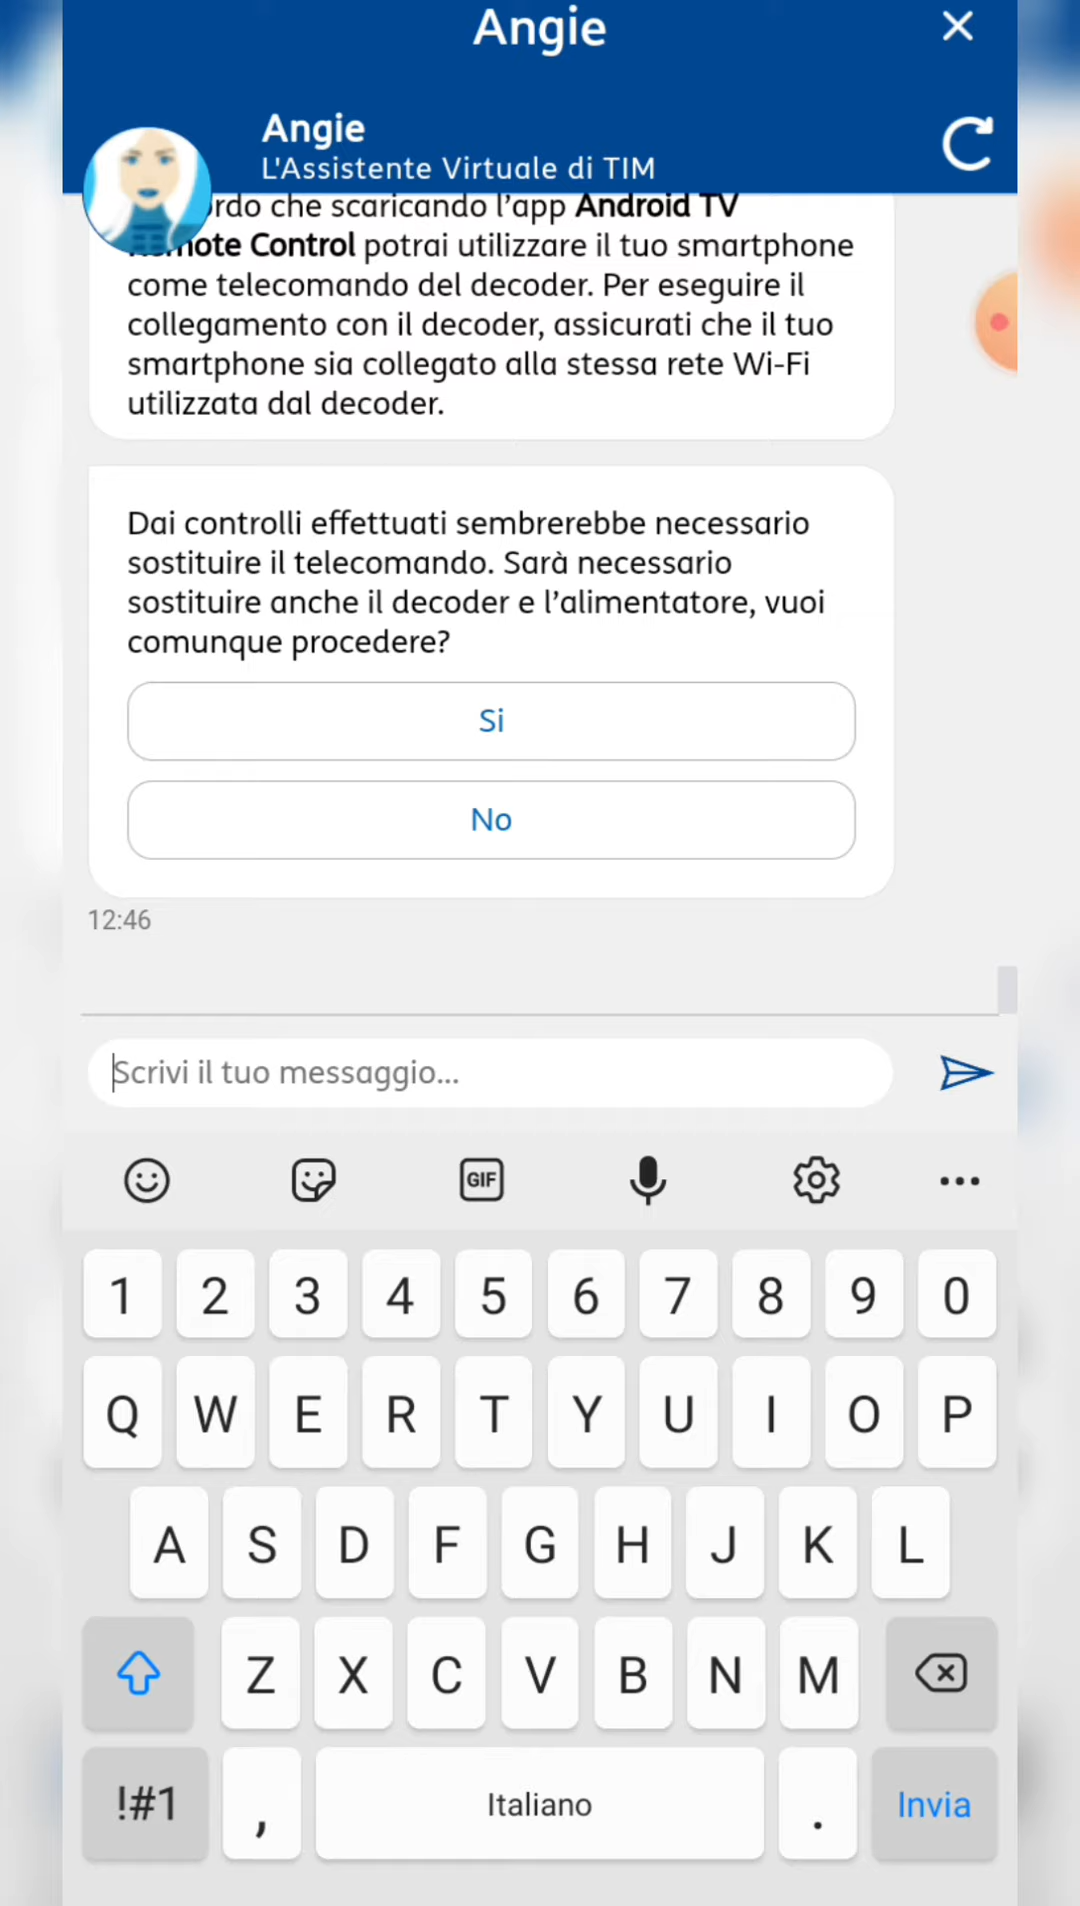 Angie
Angie
L'Assistente Virtuale di TIM
rdo che scaricando l’app Android TV
mote Control potrai utilizzare il tuo smartphone
come telecomando del decoder. Per eseguire il
collegamento con il decoder, assicurati che il tuo
smartphone sia collegato alla stessa rete Wi-Fi
utilizzata dal decoder.
Dai controlli effettuati sembrerebbe necessario
sostituire il telecomando. Sarà necessario
sostituire anche il decoder e l’alimentatore, vuoi
comunque procedere?
Si
No
12:46
Scrivi il tuo messaggio...
GIF
1 2 3 4 5 6 7 8 9 0
Q W E R T Y U I O P
A S D F G H J K L
Z X C V B N M
!#1 , Italiano . Invia